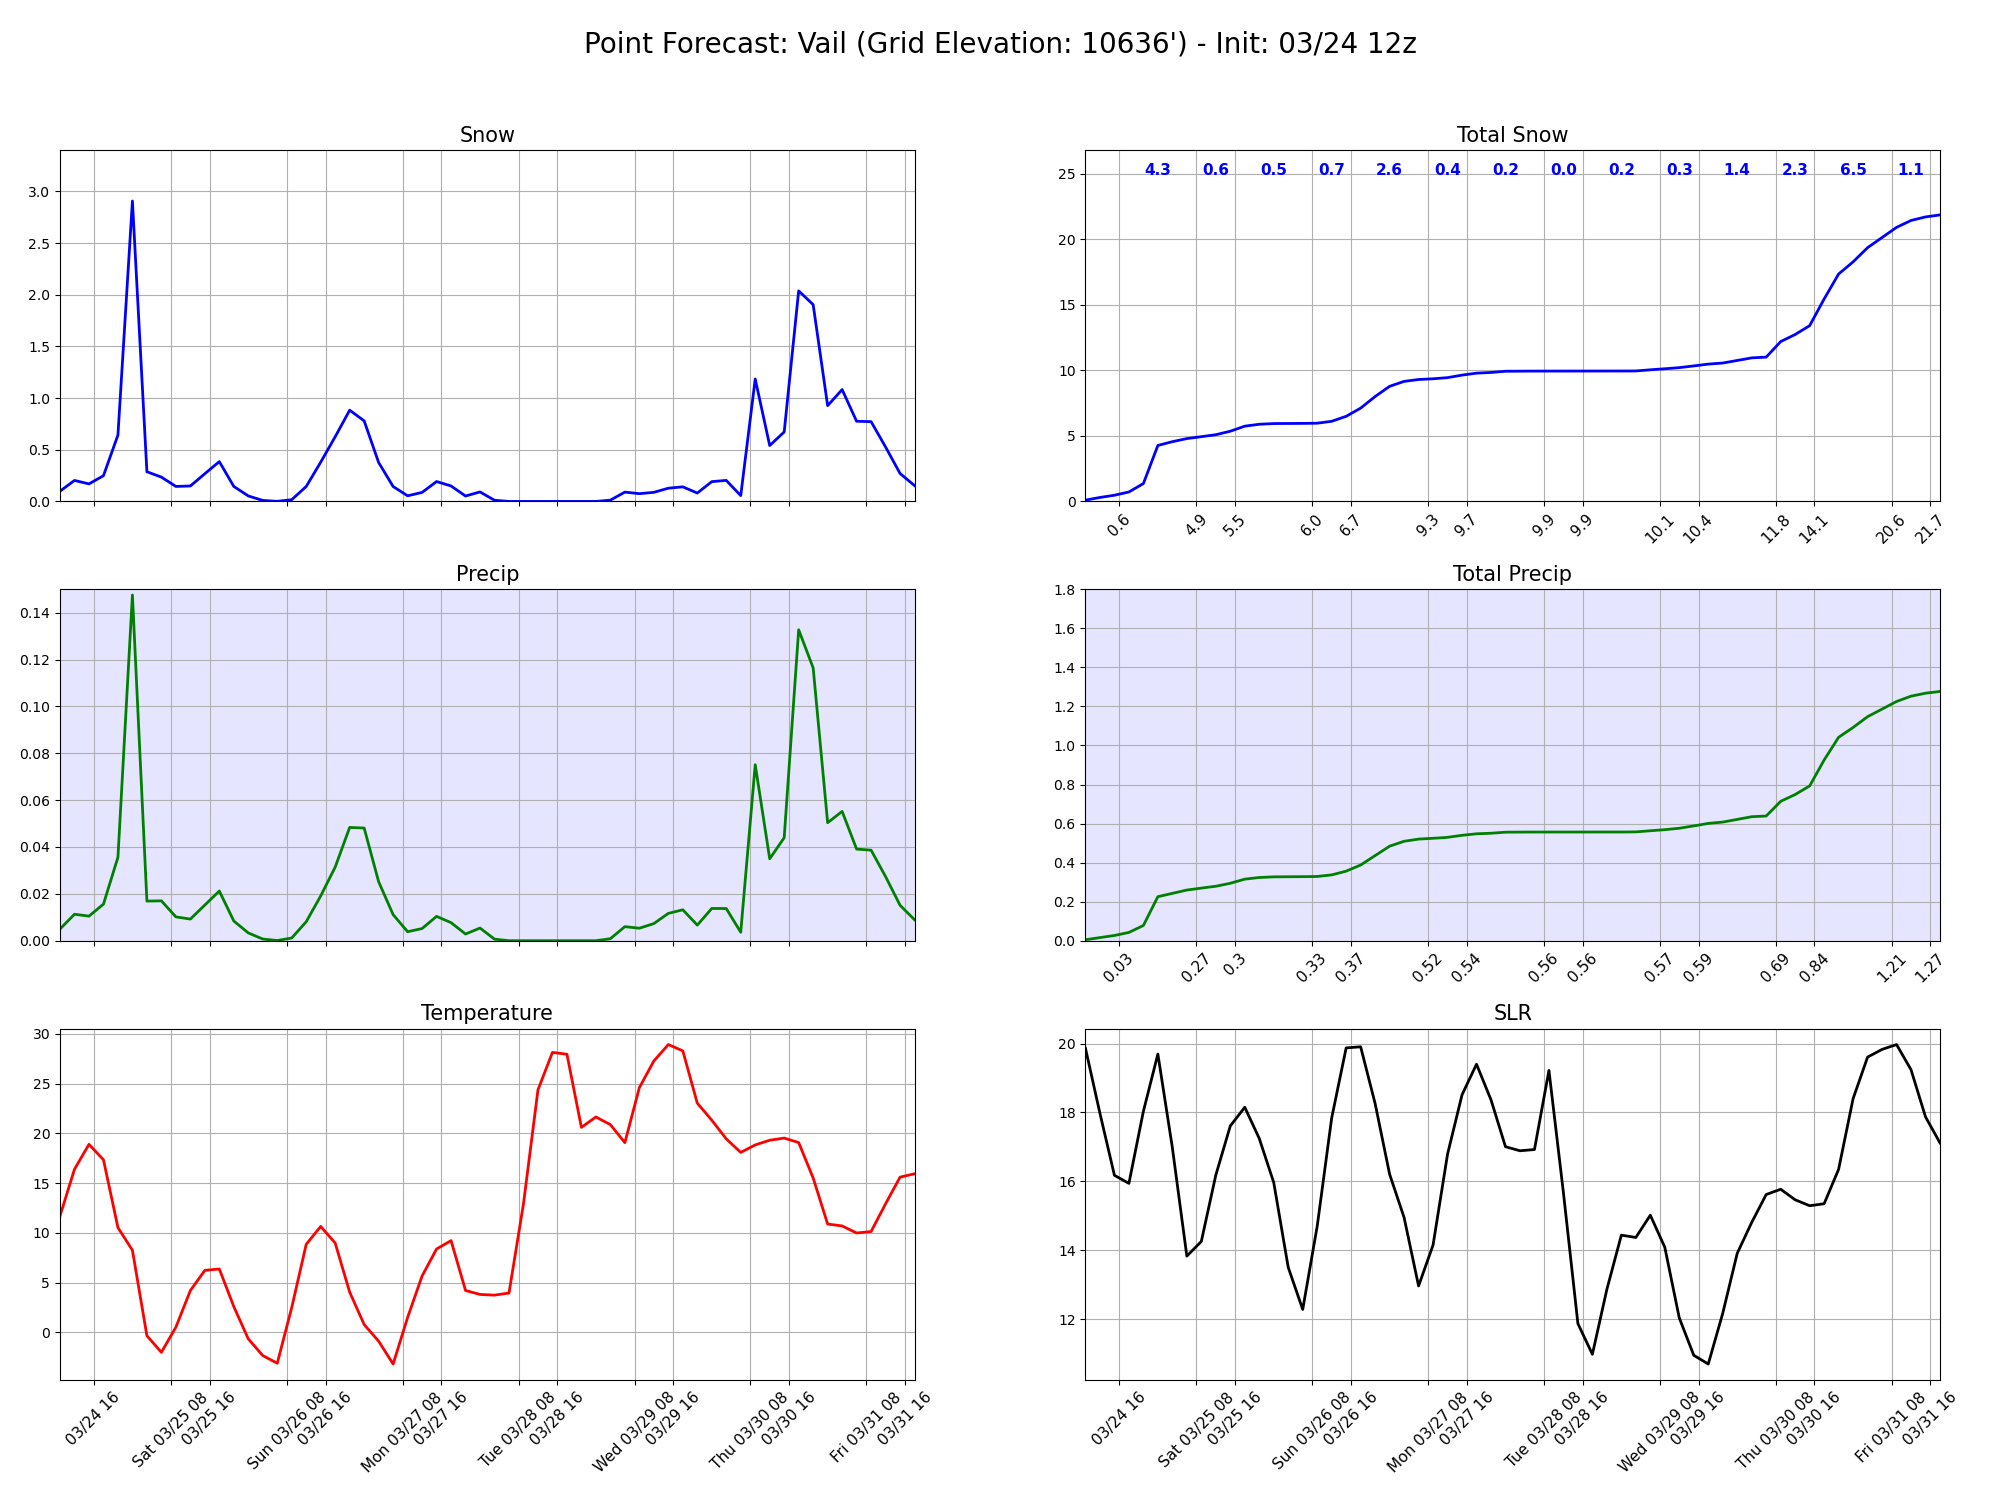 Point Forecast: Vail (Grid Elevation: 10636') - Init: 03/24 12z
Snow
3.0
2.5
2.0
1.5
1.0
0.5
0.0
Total Snow
4.3 0.6 0.5 0.7 2.6 0.4 0.2 0.0 0.2 0.3 1.4 2.3 6.5 1.1
25
20
15
10
5
0
0.6 4.9 5.5 6.0 6.7 9.3 9.7 9.9 9.9 10.1 10.4 11.8 14.1 20.6 21.7
Precip
0.14
0.12
0.10
0.08
0.06
0.04
0.02
0.00
Total Precip
1.8
1.6
1.4
1.2
1.0
0.8
0.6
0.4
0.2
0.0
0.03 0.27 0.3 0.33 0.37 0.52 0.54 0.56 0.56 0.57 0.59 0.69 0.84 1.21 1.27
Temperature
30
25
20
15
10
5
0
03/24 16
Sat 03/25 08
03/25 16
Sun 03/26 08
03/26 16
Mon 03/27 08
03/27 16
Tue 03/28 08
03/28 16
Wed 03/29 08
03/29 16
Thu 03/30 08
03/30 16
Fri 03/31 08
03/31 16
SLR
20
18
16
14
12
03/24 16
Sat 03/25 08
03/25 16
Sun 03/26 08
03/26 16
Mon 03/27 08
03/27 16
Tue 03/28 08
03/28 16
Wed 03/29 08
03/29 16
Thu 03/30 08
03/30 16
Fri 03/31 08
03/31 16